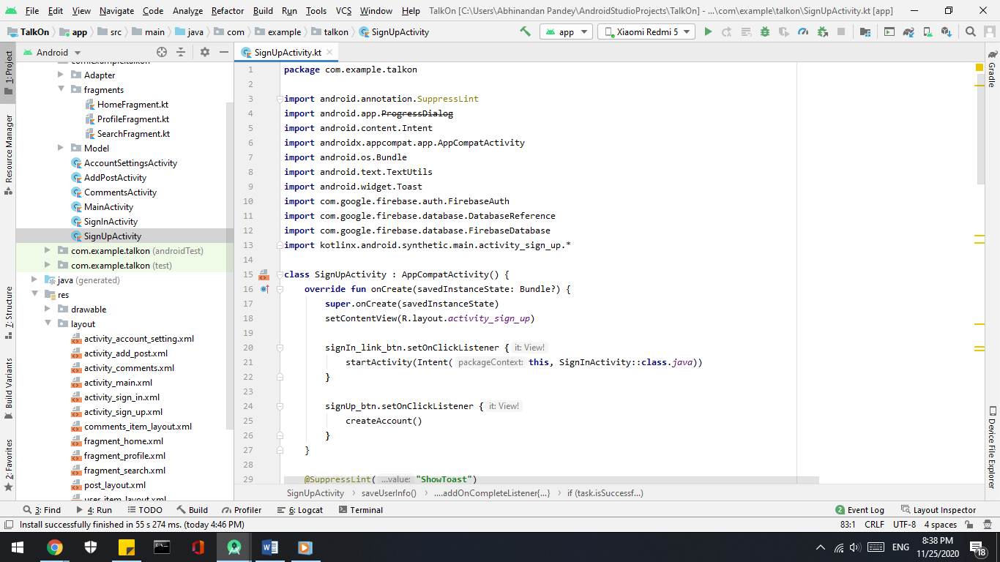 File Edit View Navigate Code Analyze Refactor Build Run Tools VCS Window Help TalkOn [C:\Users\Abhinandan Pandey\AndroidStudioProjects\TalkOn] - ...\com\example\talkon\SignUpActivity.kt [app]
TalkOn app src main java com example talkon SignUpActivity app Xiaomi Redmi 5
Android
SignUpActivity.kt
1: Project
Resource Manager
7: Structure
Build Variants
2: Favorites
com.example.talkon
Adapter
fragments
HomeFragment.kt
ProfileFragment.kt
SearchFragment.kt
Model
AccountSettingsActivity
AddPostActivity
CommentsActivity
MainActivity
SignInActivity
SignUpActivity
com.example.talkon (androidTest)
com.example.talkon (test)
java (generated)
res
drawable
layout
activity_account_setting.xml
activity_add_post.xml
activity_comments.xml
activity_main.xml
activity_sign_in.xml
activity_sign_up.xml
comments_item_layout.xml
fragment_home.xml
fragment_profile.xml
fragment_search.xml
post_layout.xml
user_item_layout.xml
1 package com.example.talkon
2
3 import android.annotation.SuppressLint
4 import android.app.ProgressDialog
5 import android.content.Intent
6 import androidx.appcompat.app.AppCompatActivity
7 import android.os.Bundle
8 import android.text.TextUtils
9 import android.widget.Toast
10 import com.google.firebase.auth.FirebaseAuth
11 import com.google.firebase.database.DatabaseReference
12 import com.google.firebase.database.FirebaseDatabase
13 import kotlinx.android.synthetic.main.activity_sign_up.*
14
15 class SignUpActivity : AppCompatActivity() {
16 override fun onCreate(savedInstanceState: Bundle?) {
17 super.onCreate(savedInstanceState)
18 setContentView(R.layout.activity_sign_up)
19
20 signIn_link_btn.setOnClickListener { it: View!
21 startActivity(Intent( packageContext: this, SignInActivity::class.java))
22 }
23
24 signUp_btn.setOnClickListener { it: View!
25 createAccount()
26 }
27 }
28
29 @SuppressLint( ...value: "ShowToast")
SignUpActivity › saveUserInfo() › ....addOnCompleteListener{...} › if (task.isSuccessf...)
Gradle
Device File Explorer
3: Find 4: Run TODO Build Profiler 6: Logcat Terminal 2 Event Log Layout Inspector
Install successfully finished in 55 s 274 ms. (today 4:46 PM) 83:1 CRLF UTF-8 4 spaces
ENG 8:38 PM
11/25/2020 18